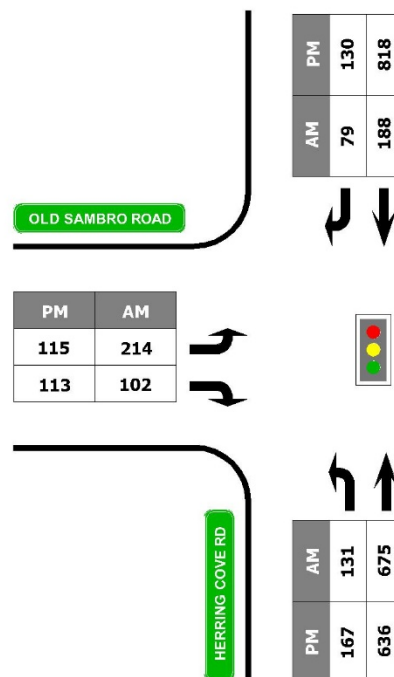 PM 130 818
AM 79 188
OLD SAMBRO ROAD
PM AM
115 214
113 102
HERRING COVE RD
AM 131 675
PM 167 636